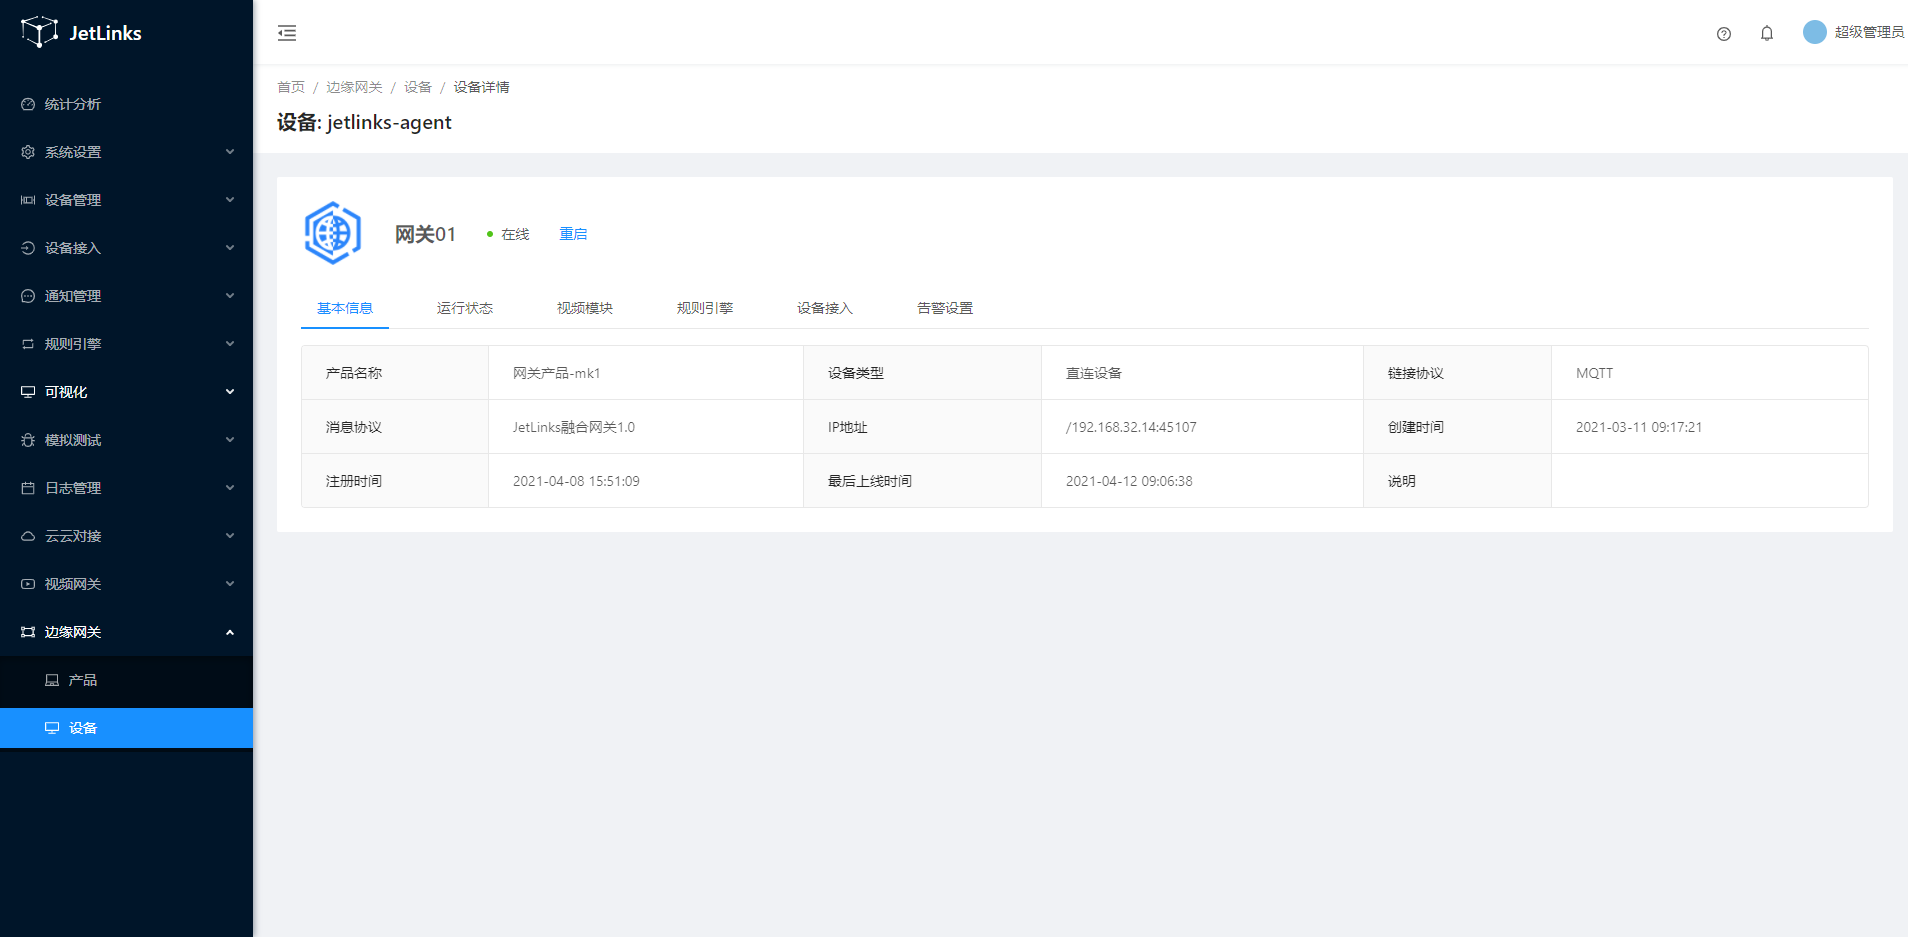 JetLinks
统计分析
系统设置
设备管理
设备接入
通知管理
规则引擎
可视化
模拟测试
日志管理
云云对接
视频网关
边缘网关
产品
设备
超级管理员
首页 / 边缘网关 / 设备 / 设备详情
设备: jetlinks-agent
网关01 在线 重启
基本信息 运行状态 视频模块 规则引擎 设备接入 告警设置
产品名称 网关产品-mk1 设备类型 直连设备 链接协议 MQTT
消息协议 JetLinks融合网关1.0 IP地址 /192.168.32.14:45107 创建时间 2021-03-11 09:17:21
注册时间 2021-04-08 15:51:09 最后上线时间 2021-04-12 09:06:38 说明